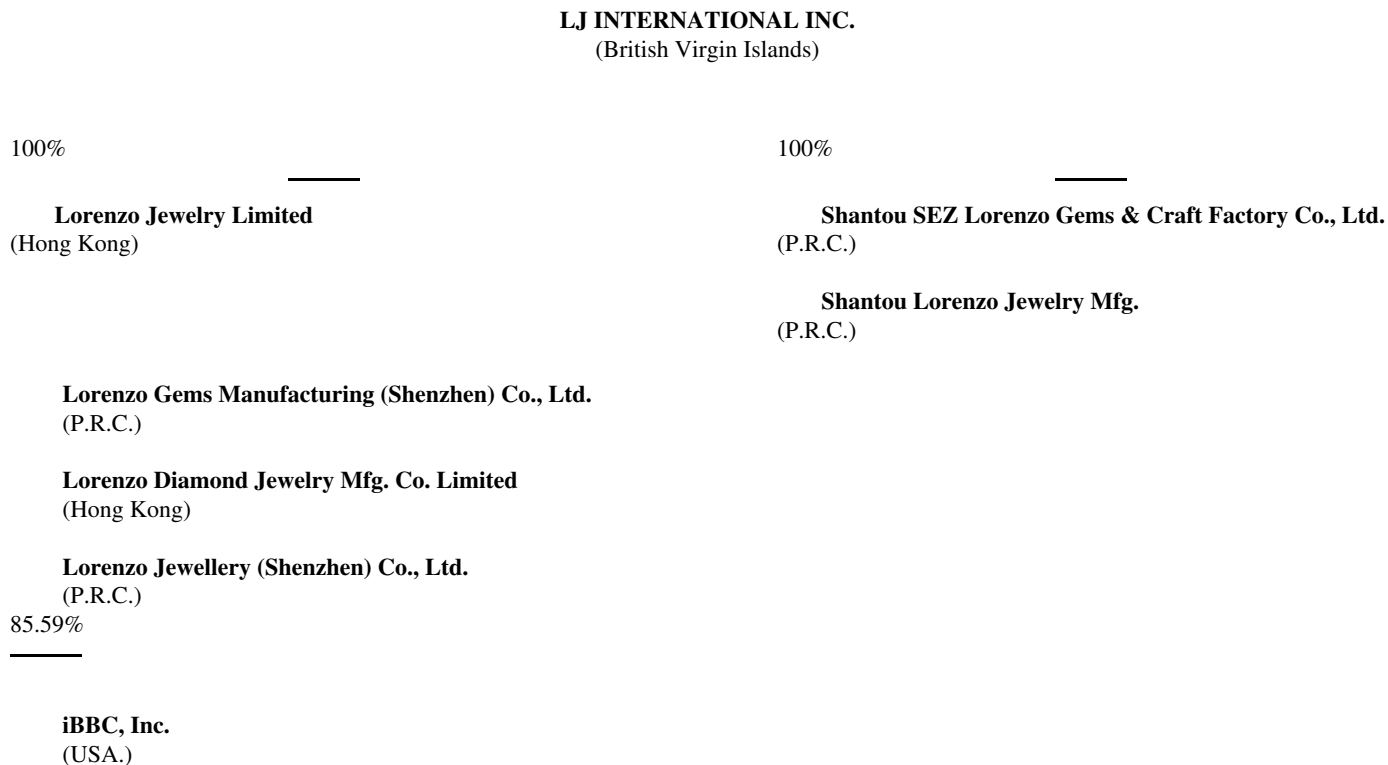 LJ INTERNATIONAL INC.
(British Virgin Islands)
100%
100%
Lorenzo Jewelry Limited
(Hong Kong)
Shantou SEZ Lorenzo Gems & Craft Factory Co., Ltd.
(P.R.C.)
Shantou Lorenzo Jewelry Mfg.
(P.R.C.)
Lorenzo Gems Manufacturing (Shenzhen) Co., Ltd.
(P.R.C.)
Lorenzo Diamond Jewelry Mfg. Co. Limited
(Hong Kong)
Lorenzo Jewellery (Shenzhen) Co., Ltd.
(P.R.C.)
85.59%
iBBC, Inc.
(USA.)